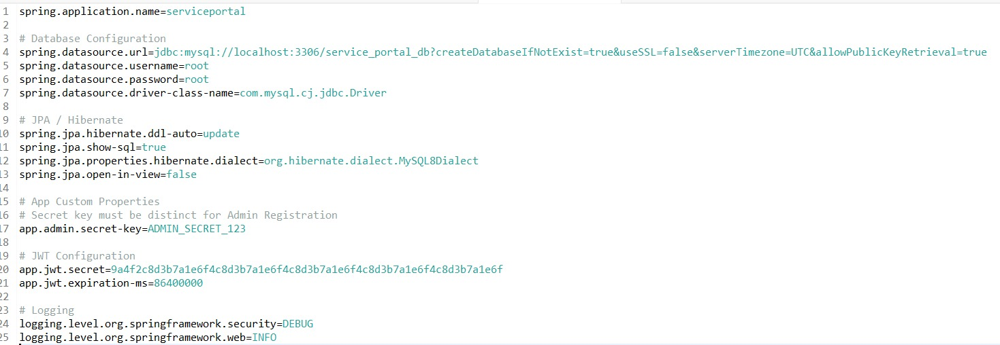 1 spring.application.name=serviceportal
2
3 # Database Configuration
4 spring.datasource.url=jdbc:mysql://localhost:3306/service_portal_db?createDatabaseIfNotExist=true&useSSL=false&serverTimezone=UTC&allowPublicKeyRetrieval=true
5 spring.datasource.username=root
6 spring.datasource.password=root
7 spring.datasource.driver-class-name=com.mysql.cj.jdbc.Driver
8
9 # JPA / Hibernate
10 spring.jpa.hibernate.ddl-auto=update
11 spring.jpa.show-sql=true
12 spring.jpa.properties.hibernate.dialect=org.hibernate.dialect.MySQL8Dialect
13 spring.jpa.open-in-view=false
14
15 # App Custom Properties
16 # Secret key must be distinct for Admin Registration
17 app.admin.secret-key=ADMIN_SECRET_123
18
19 # JWT Configuration
20 app.jwt.secret=9a4f2c8d3b7a1e6f4c8d3b7a1e6f4c8d3b7a1e6f4c8d3b7a1e6f4c8d3b7a1e6f
21 app.jwt.expiration-ms=86400000
22
23 # Logging
24 logging.level.org.springframework.security=DEBUG
25 logging.level.org.springframework.web=INFO